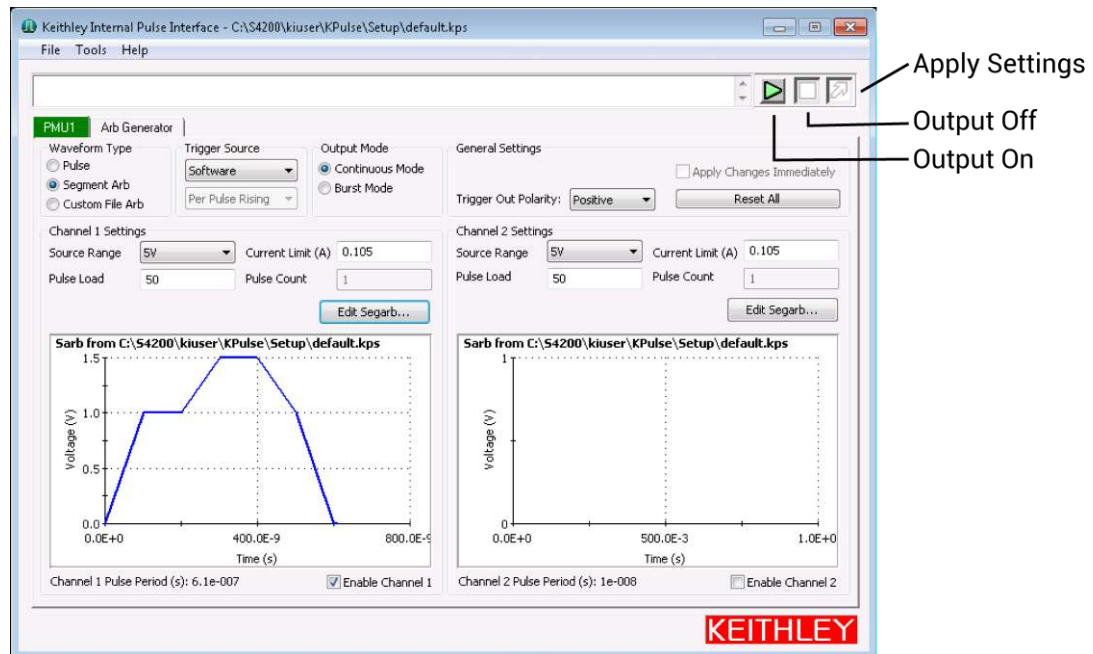 Keithley Internal Pulse Interface - C:\S4200\kiuser\KPulse\Setup\default.kps
File Tools Help
Apply Settings
Output Off
Output On
PMU1 Arb Generator
Waveform Type
Pulse
Segment Arb
Custom File Arb
Trigger Source
Software
Per Pulse Rising
Output Mode
Continuous Mode
Burst Mode
General Settings
Apply Changes Immediately
Trigger Out Polarity: Positive Reset All
Channel 1 Settings
Source Range 5V Current Limit (A) 0.105
Pulse Load 50 Pulse Count 1
Edit Segarb...
Sarb from C:\S4200\kiuser\KPulse\Setup\default.kps
1.5
1.0
0.5
0.0
Voltage (V)
0.0E+0 400.0E-9 800.0E-9
Time (s)
Channel 1 Pulse Period (s): 6.1e-007 Enable Channel 1
Channel 2 Settings
Source Range 5V Current Limit (A) 0.105
Pulse Load 50 Pulse Count 1
Edit Segarb...
Sarb from C:\S4200\kiuser\KPulse\Setup\default.kps
1
0
Voltage (V)
0.0E+0 500.0E-3 1.0E+0
Time (s)
Channel 2 Pulse Period (s): 1e-008 Enable Channel 2
KEITHLEY